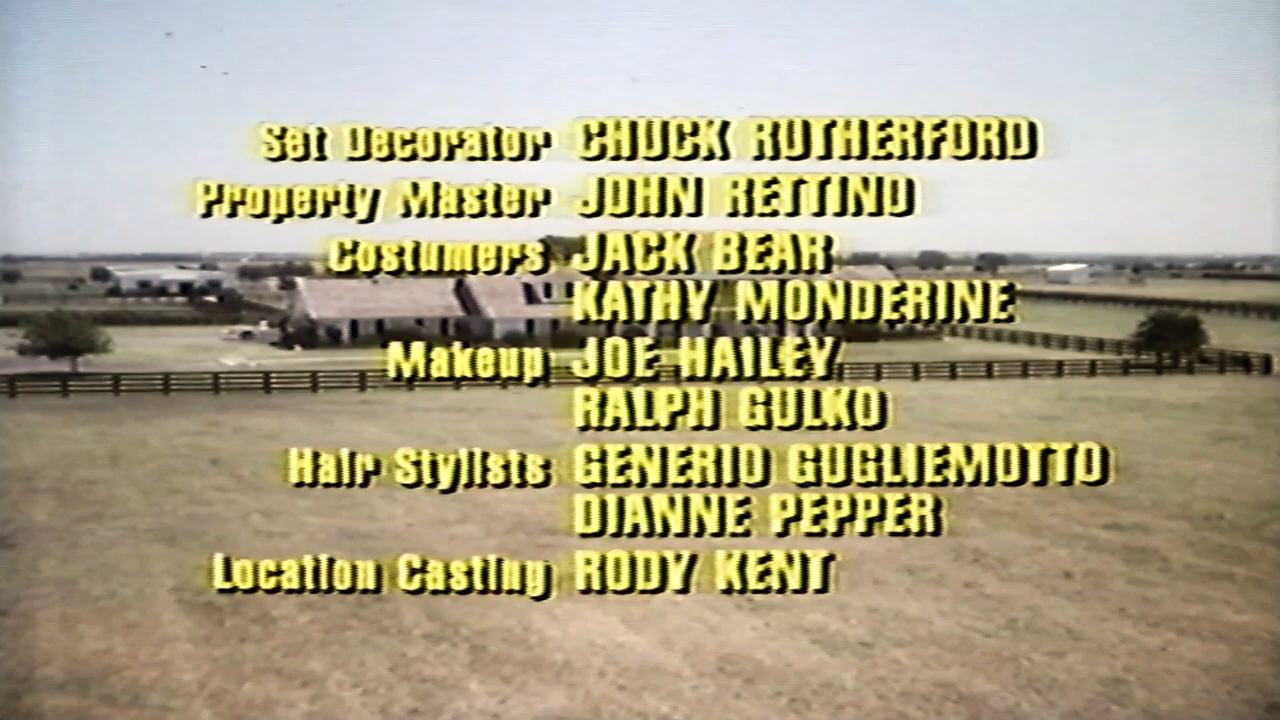 Set Decorator CHUCK RUTHERFORD
Property Master JOHN RETTINO
Costumers JACK BEAR
KATHY MONDERINE
Makeup JOE HAILEY
RALPH GULKO
Hair Stylists GENERIO GUGLIEMOTTO
DIANNE PEPPER
Location Casting RODY KENT